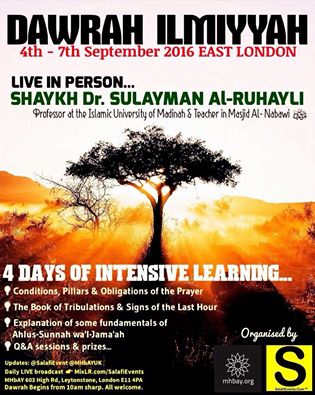 DAWRAH ILMIYYAH
4th - 7th September 2016 EAST LONDON
LIVE IN PERSON...
SHAYKH Dr. SULAYMAN Al-RUHAYLI
Professor at the Islamic University of Madinah & Teacher in Masjid Al- Nabawi
4 DAYS OF INTENSIVE LEARNING...
Conditions, Pillars & Obligations of the Prayer
The Book of Tribulations & Signs of the Last Hour
Explanation of some fundamentals of
Ahlus-Sunnah wa'l-Jama'ah
Q&A sessions & prizes...
Organised by
Updates: @SalafiEvent @MHbAYUK
Daily LIVE broadcast MixLR.com/SalafiEvents
MHbAY 603 High Rd, Leytonstone, London E11 4PA
Dawrah Begins from 10am sharp. All welcome.
mhbay.org
S
SalafiEvents.Com